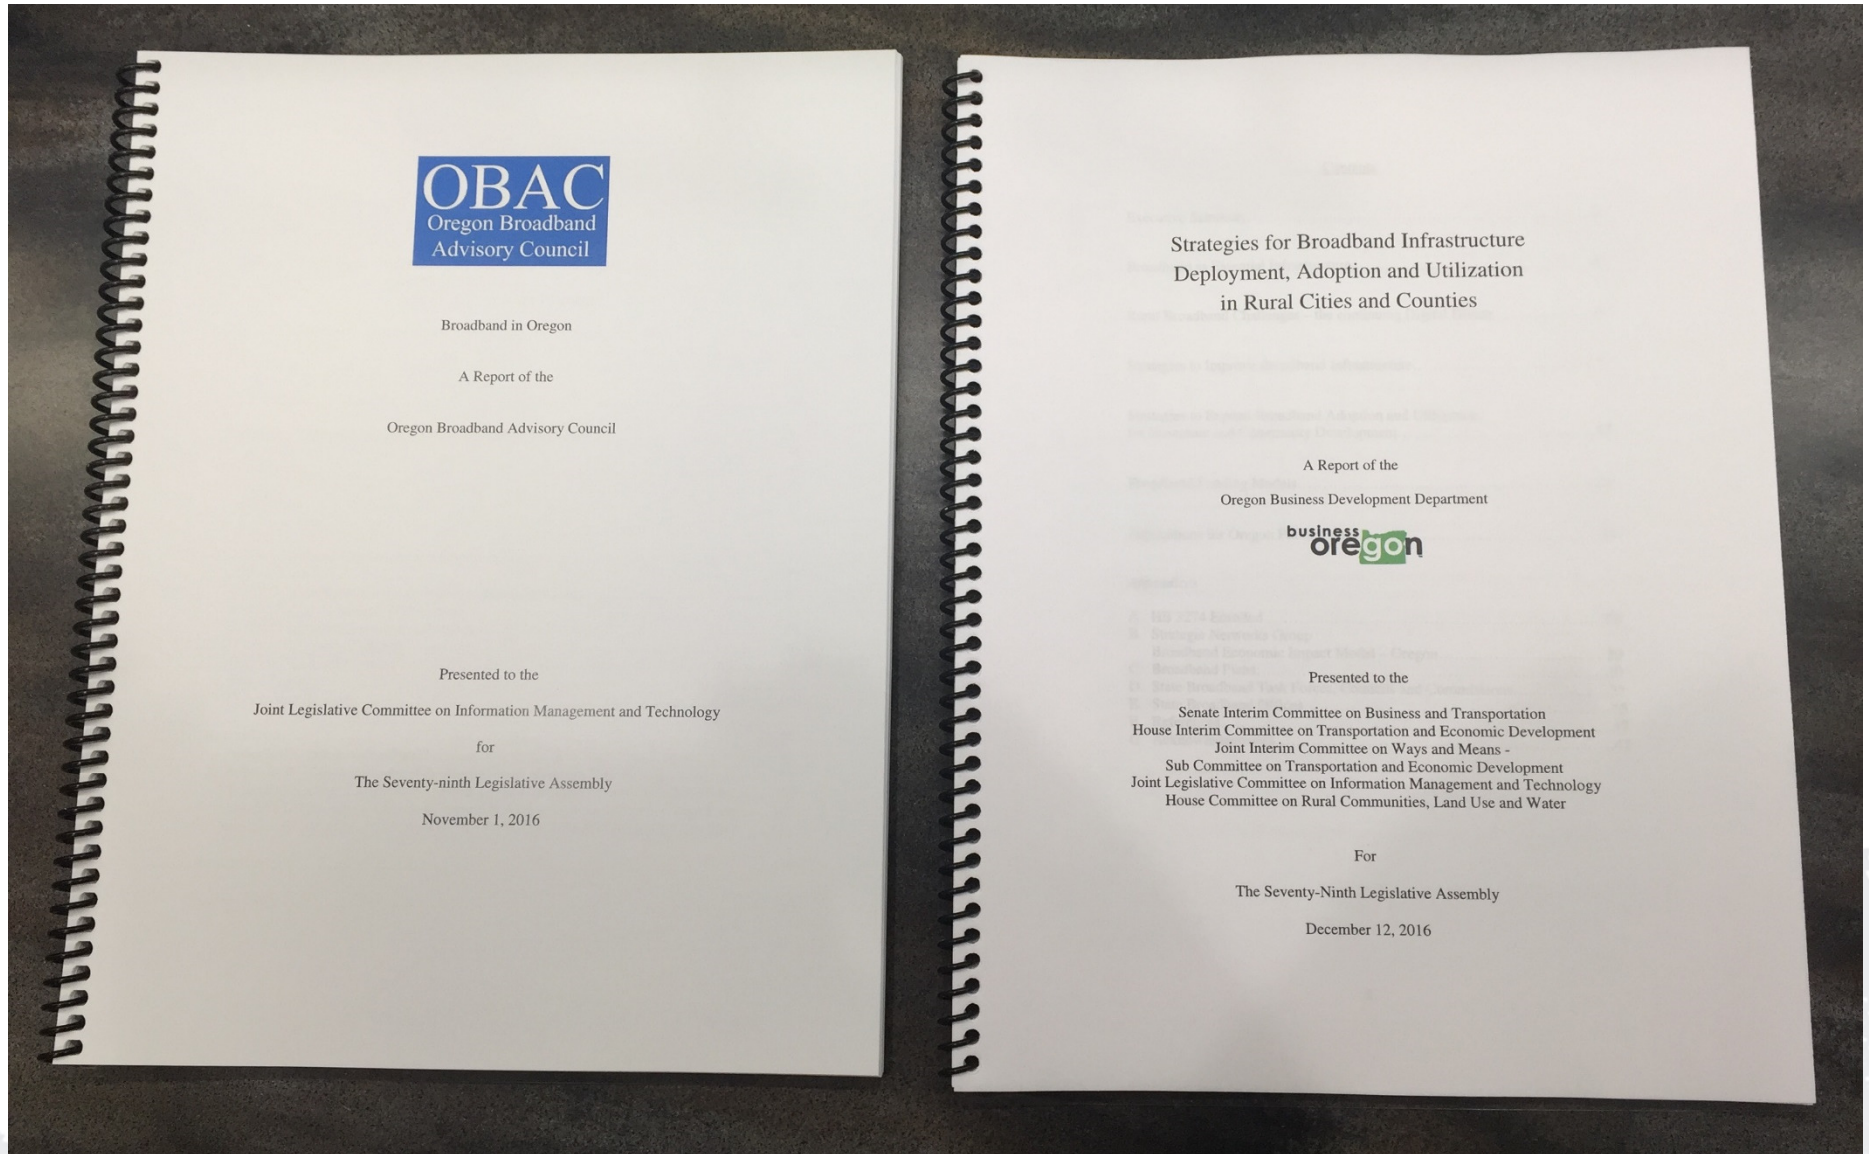 OBAC
Oregon Broadband
Advisory Council
Broadband in Oregon
A Report of the
Oregon Broadband Advisory Council
Presented to the
Joint Legislative Committee on Information Management and Technology
for
The Seventy-ninth Legislative Assembly
November 1, 2016
Strategies for Broadband Infrastructure
Deployment, Adoption and Utilization
in Rural Cities and Counties
A Report of the
Oregon Business Development Department
business
oregon
Presented to the
Senate Interim Committee on Business and Transportation
House Interim Committee on Transportation and Economic Development
Joint Interim Committee on Ways and Means -
Sub Committee on Transportation and Economic Development
Joint Legislative Committee on Information Management and Technology
House Committee on Rural Communities, Land Use and Water
For
The Seventy-Ninth Legislative Assembly
December 12, 2016